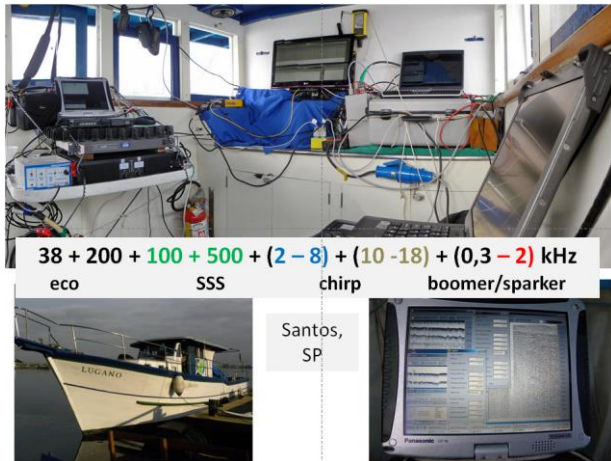 38 + 200 + 100 + 500 + (2 – 8) + (10 -18) + (0,3 – 2) kHz
eco SSS chirp boomer/sparker
Santos,
SP
LUGANO
Panasonic